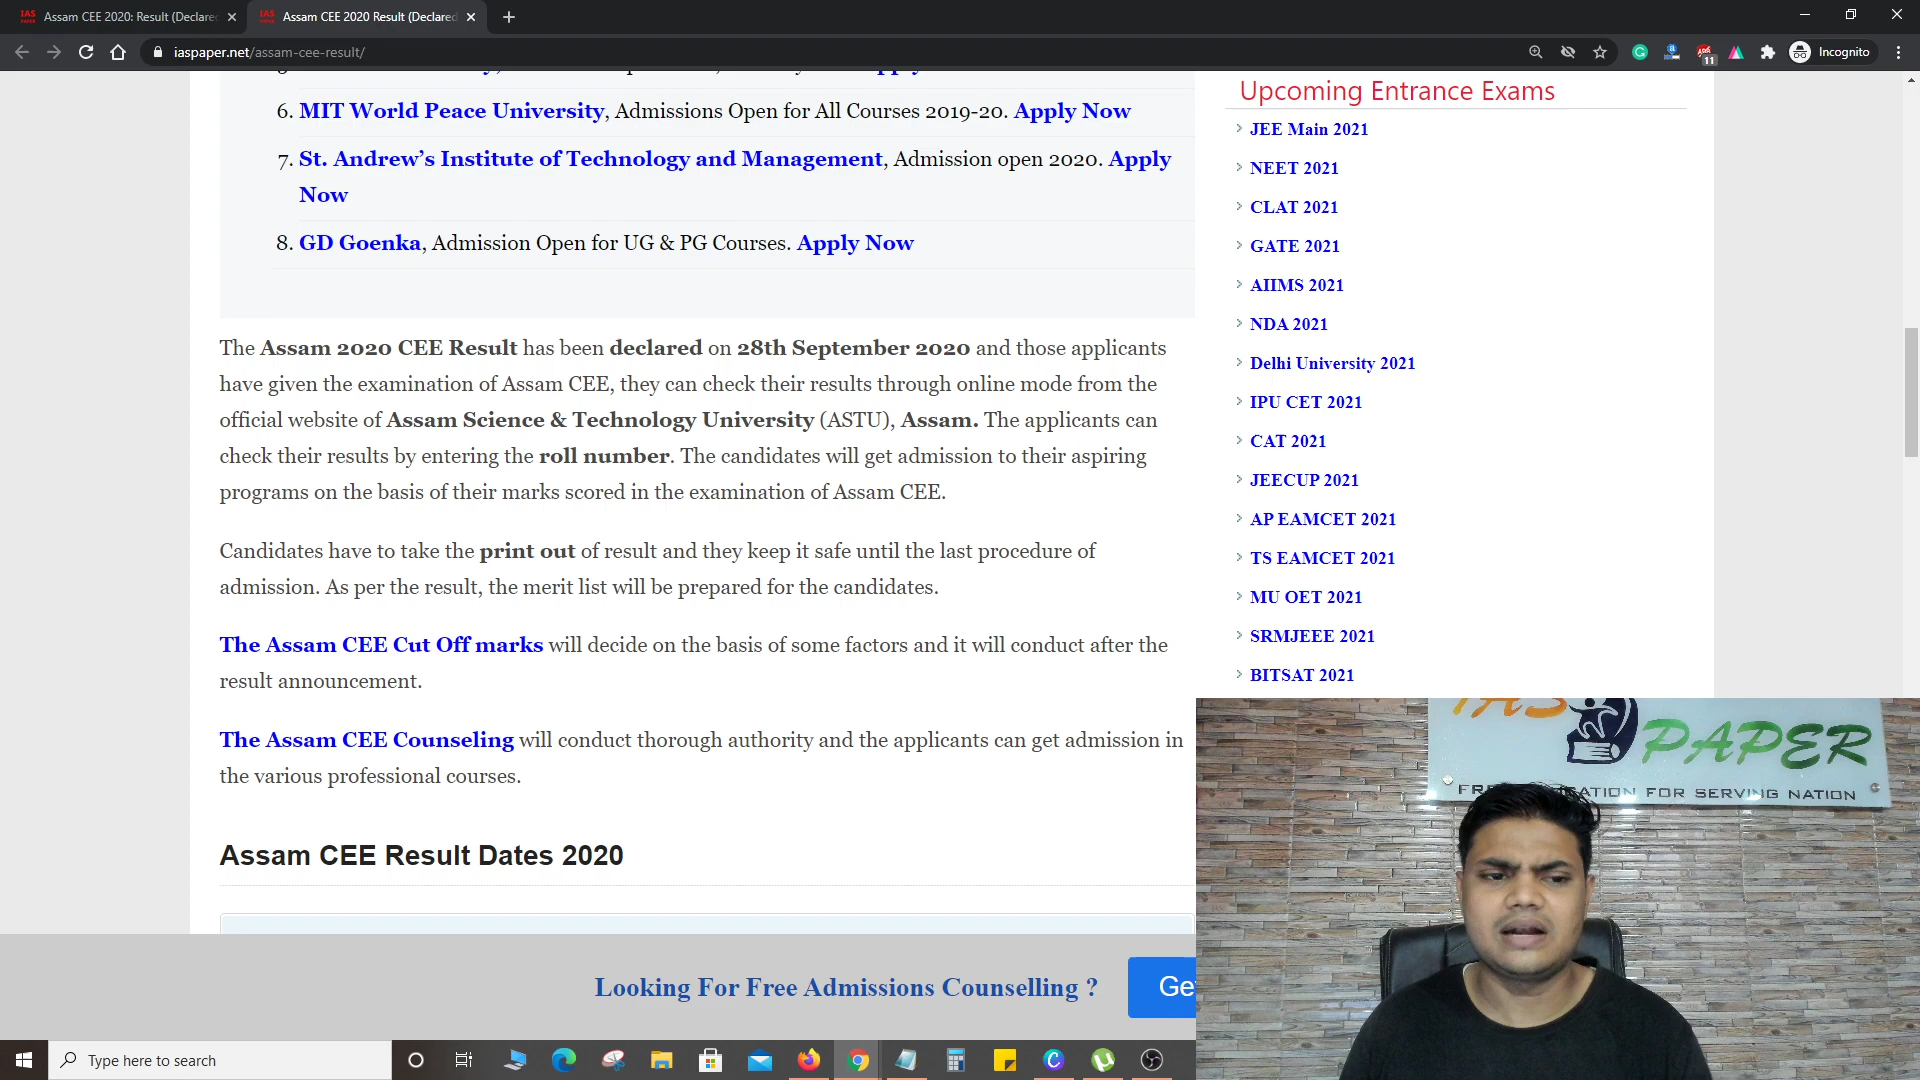 Assam CEE 2020: Result (Declare
Assam CEE 2020 Result (Declared
iaspaper.net/assam-cee-result/
11
Incognito
6. MIT World Peace University, Admissions Open for All Courses 2019-20. Apply Now
7. St. Andrew’s Institute of Technology and Management, Admission open 2020. Apply
Now
8. GD Goenka, Admission Open for UG & PG Courses. Apply Now
The Assam 2020 CEE Result has been declared on 28th September 2020 and those applicants
have given the examination of Assam CEE, they can check their results through online mode from the
official website of Assam Science & Technology University (ASTU), Assam. The applicants can
check their results by entering the roll number. The candidates will get admission to their aspiring
programs on the basis of their marks scored in the examination of Assam CEE.
Candidates have to take the print out of result and they keep it safe until the last procedure of
admission. As per the result, the merit list will be prepared for the candidates.
The Assam CEE Cut Off marks will decide on the basis of some factors and it will conduct after the
result announcement.
The Assam CEE Counseling will conduct thorough authority and the applicants can get admission in
the various professional courses.
Assam CEE Result Dates 2020
Looking For Free Admissions Counselling ?
Ge
Upcoming Entrance Exams
JEE Main 2021
NEET 2021
CLAT 2021
GATE 2021
AIIMS 2021
NDA 2021
Delhi University 2021
IPU CET 2021
CAT 2021
JEECUP 2021
AP EAMCET 2021
TS EAMCET 2021
MU OET 2021
SRMJEEE 2021
BITSAT 2021
IAS PAPER
FOR SERVING NATION
Type here to search